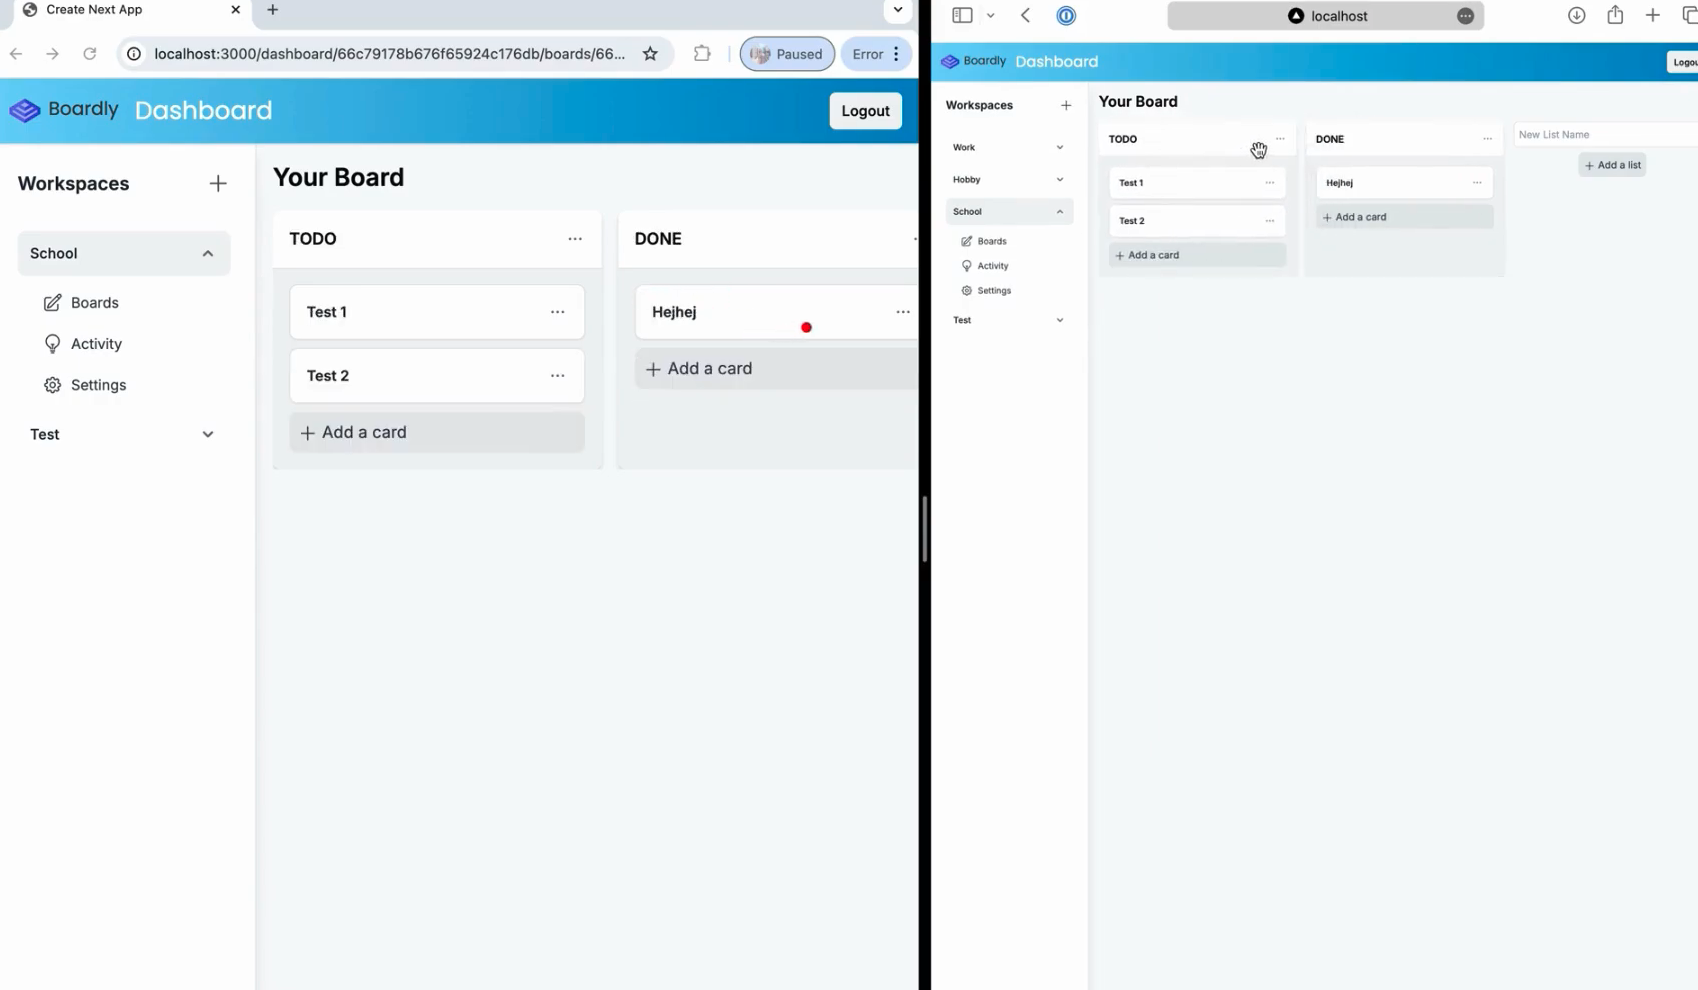 Create Next App
localhost:3000/dashboard/66c79178b676f65924c176db/boards/66...
Paused
Error
Boardly
Dashboard
Logout
Workspaces
School
Boards
Activity
Settings
Test
Your Board
TODO
Test 1
Test 2
Add a card
DONE
Hejhej
Add a card
localhost
Boardly
Dashboard
Logou
Workspaces
Work
Hobby
School
Boards
Activity
Settings
Test
Your Board
TODO
Test 1
Test 2
Add a card
DONE
Hejhej
Add a card
New List Name
Add a list